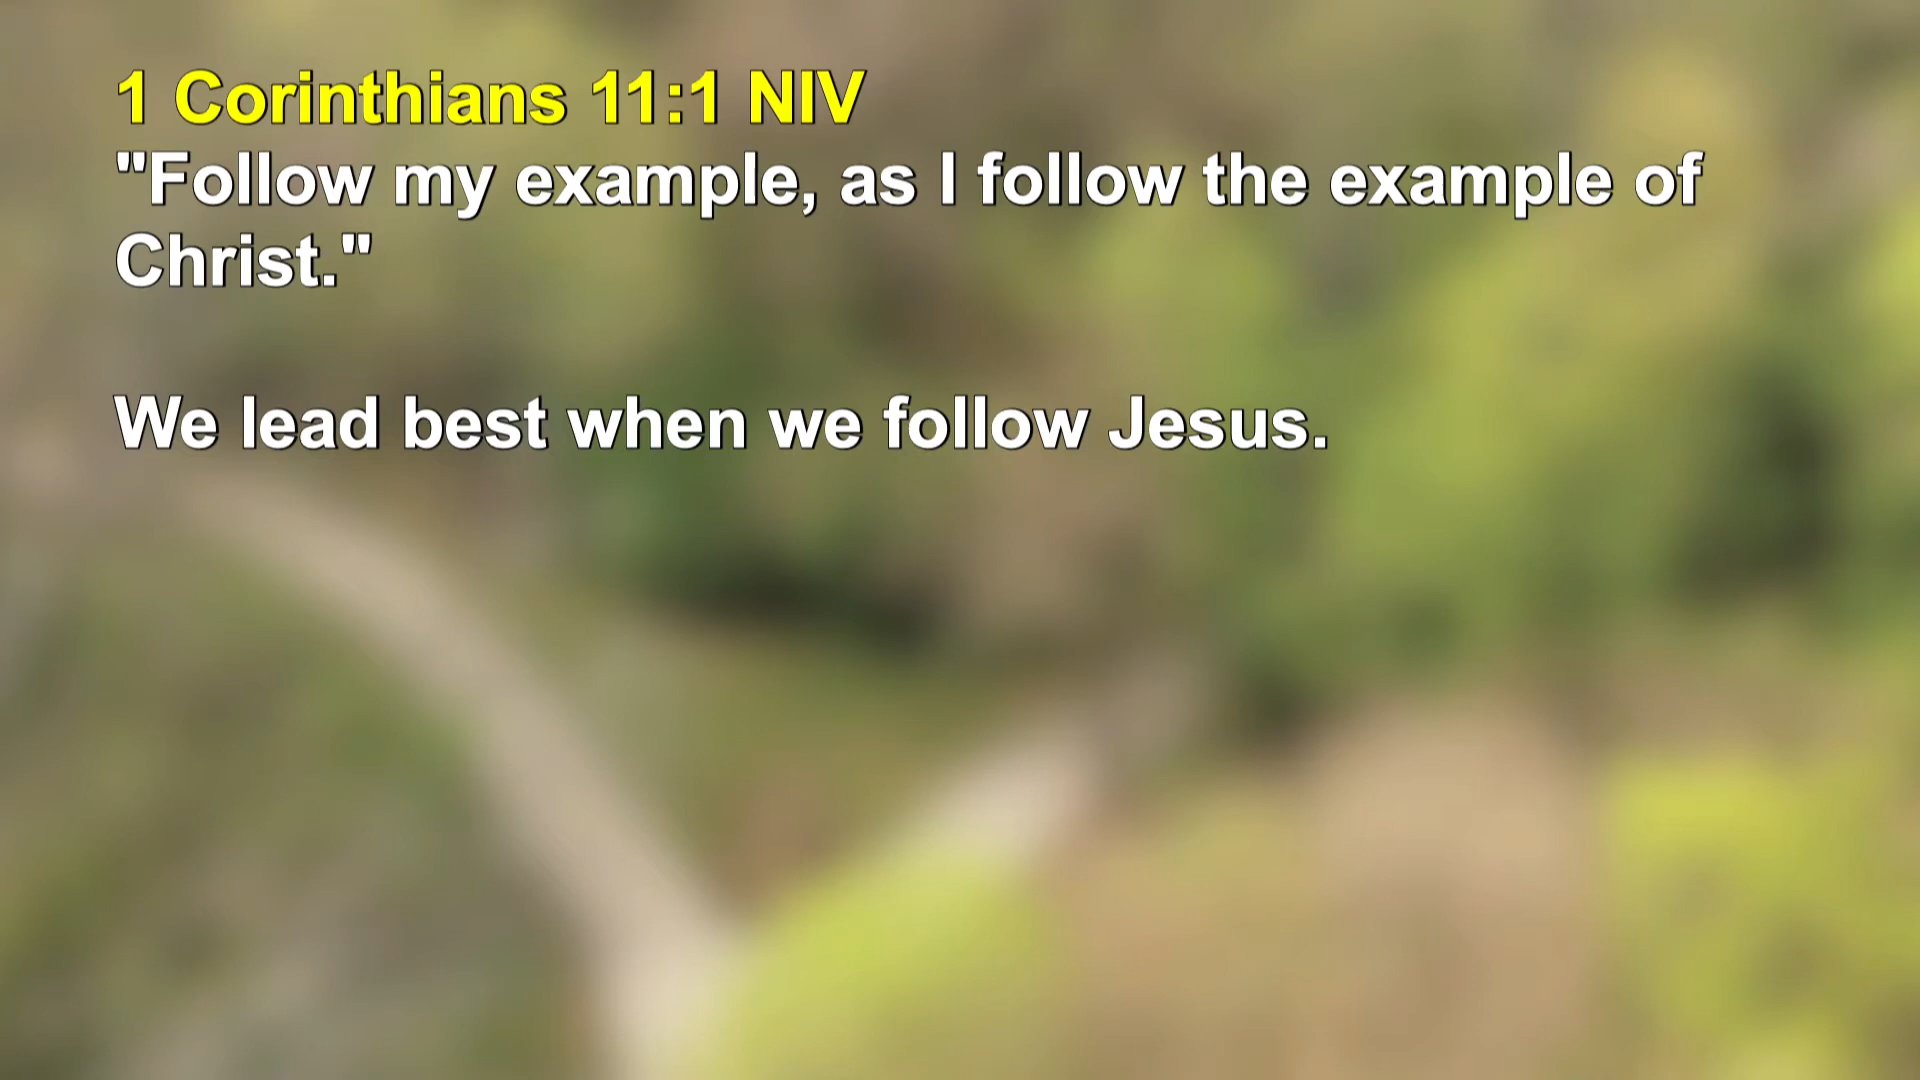 1 Corinthians 11:1 NIV
"Follow my example, as I follow the example of
Christ."
We lead best when we follow Jesus.